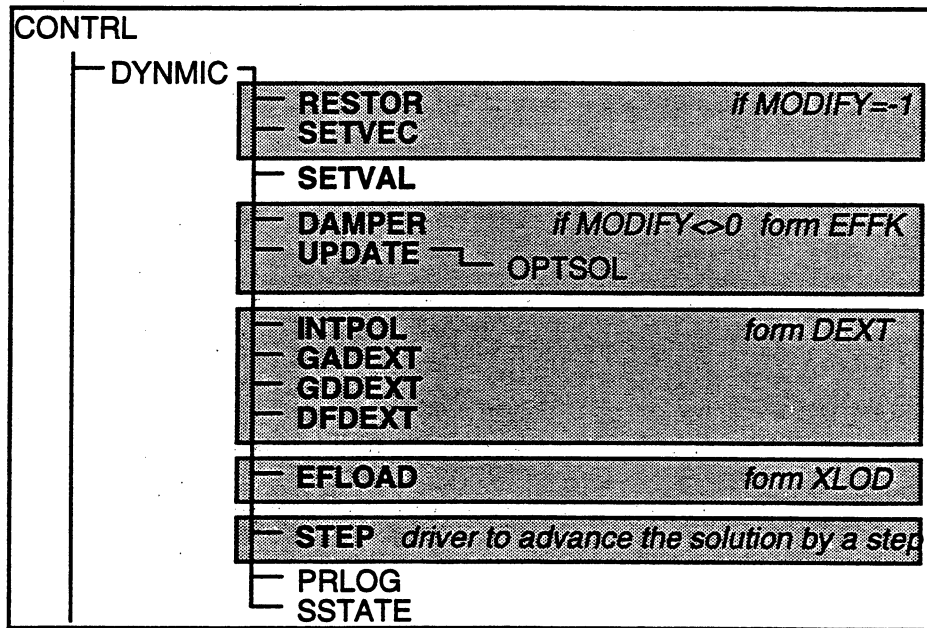 CONTRL
DYNMIC
RESTOR if MODIFY=-1
SETVEC
SETVAL
DAMPER if MODIFY<>0 form EFFK
UPDATE
OPTSOL
INTPOL form DEXT
GADEXT
GDDEXT
DFDEXT
EFLOAD form XLOD
STEP driver to advance the solution by a step
PRLOG
SSTATE